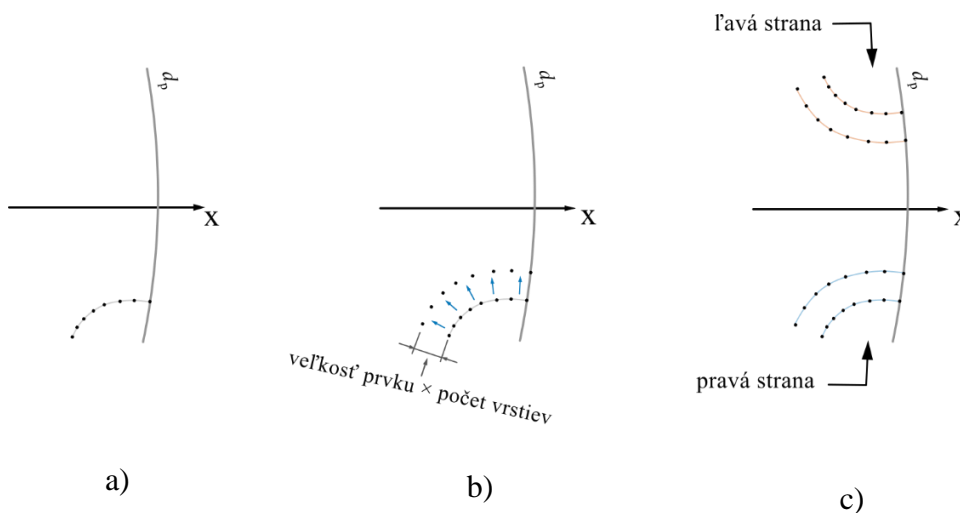 dₚ
x
a)
dₚ
x
veľkosť prvku × počet vrstiev
b)
ľavá strana
dₚ
x
pravá strana
c)